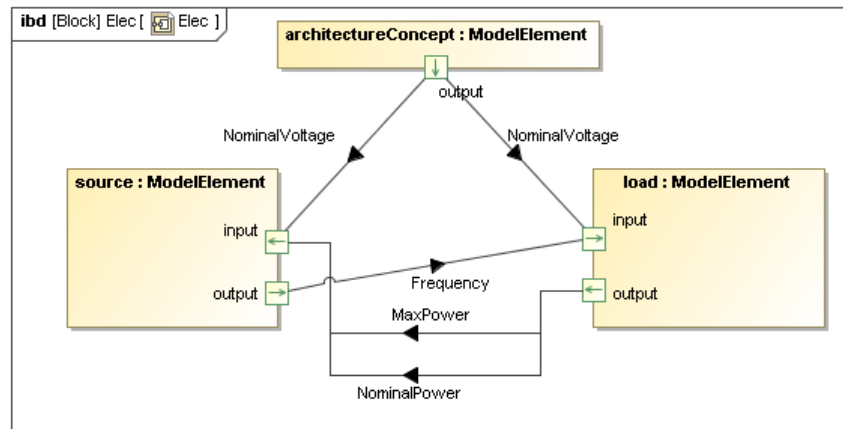 ibd [Block] Elec [ Elec ]
architectureConcept : ModelElement
output
NominalVoltage
NominalVoltage
source : ModelElement
load : ModelElement
input
input
output
Frequency
output
MaxPower
NominalPower